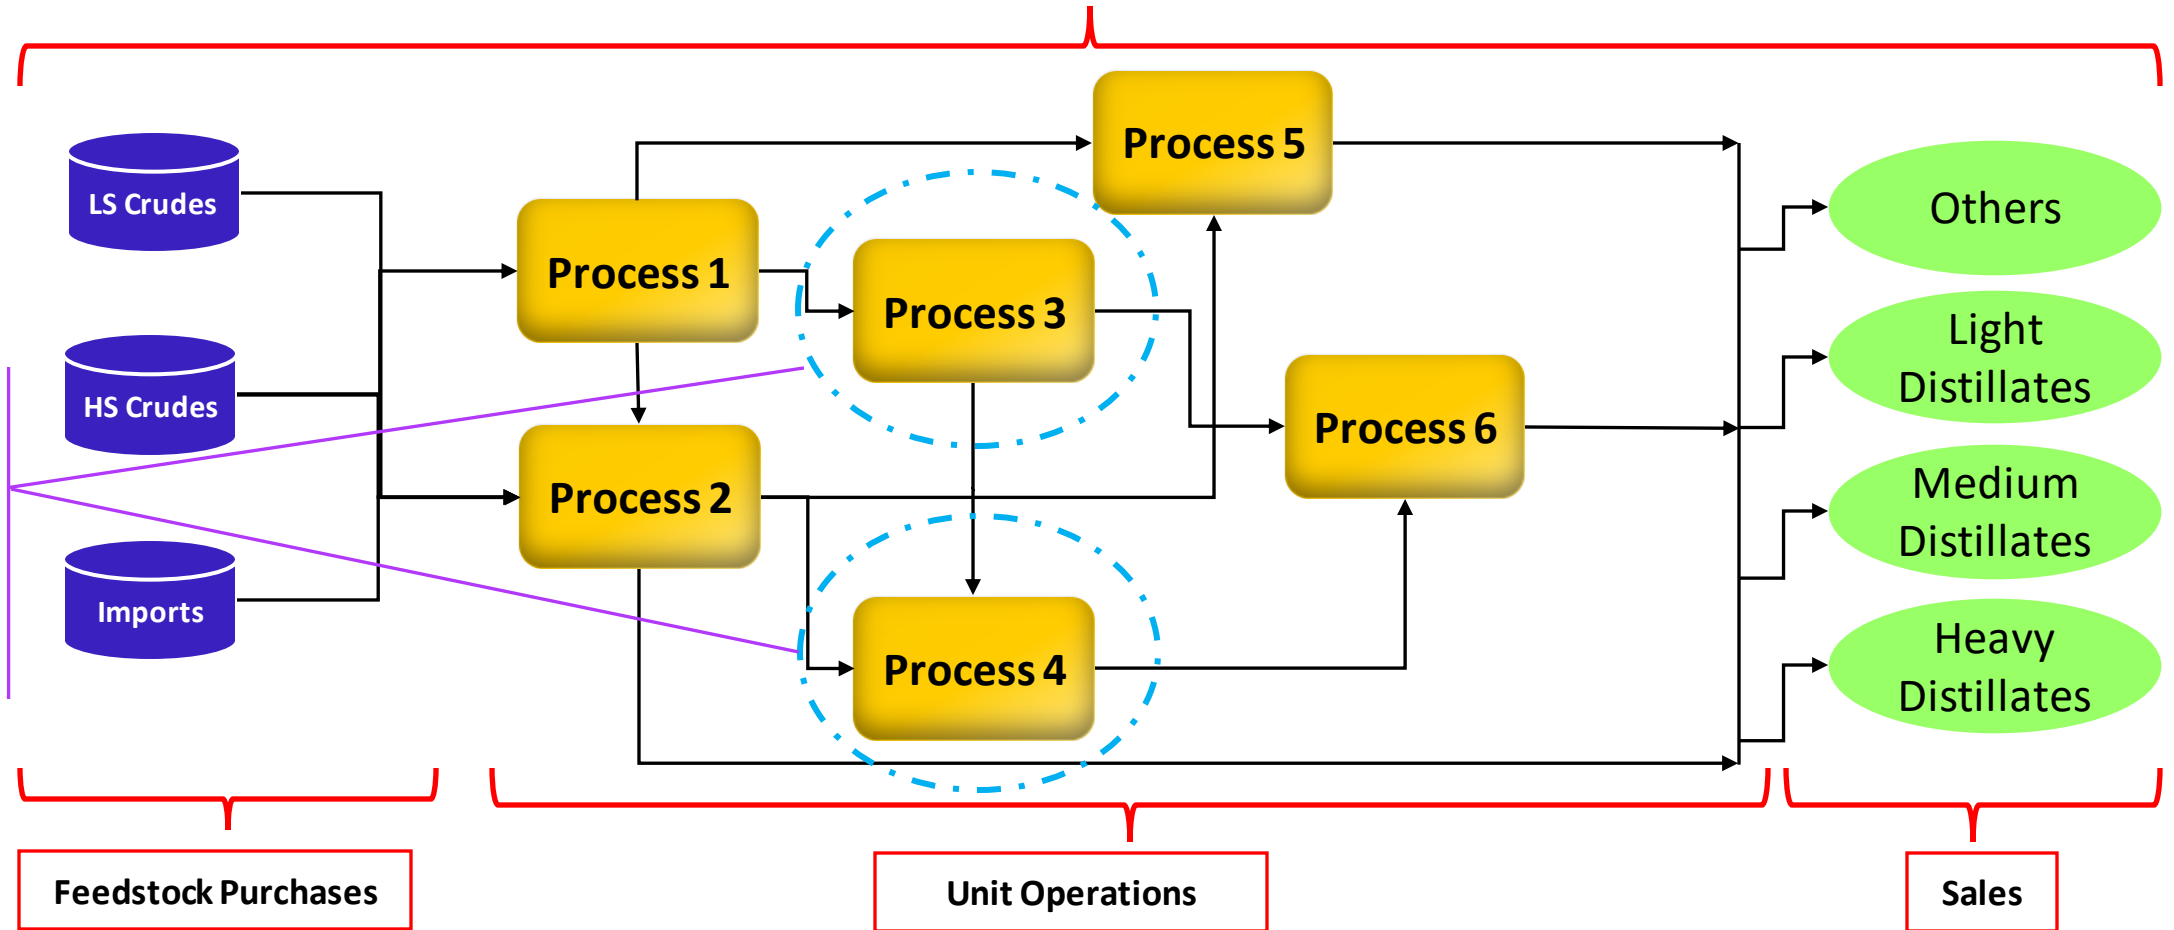 LS Crudes
HS Crudes
Imports
Process 1
Process 2
Process 3
Process 4
Process 5
Process 6
Others
Light
Distillates
Medium
Distillates
Heavy
Distillates
Feedstock Purchases
Unit Operations
Sales